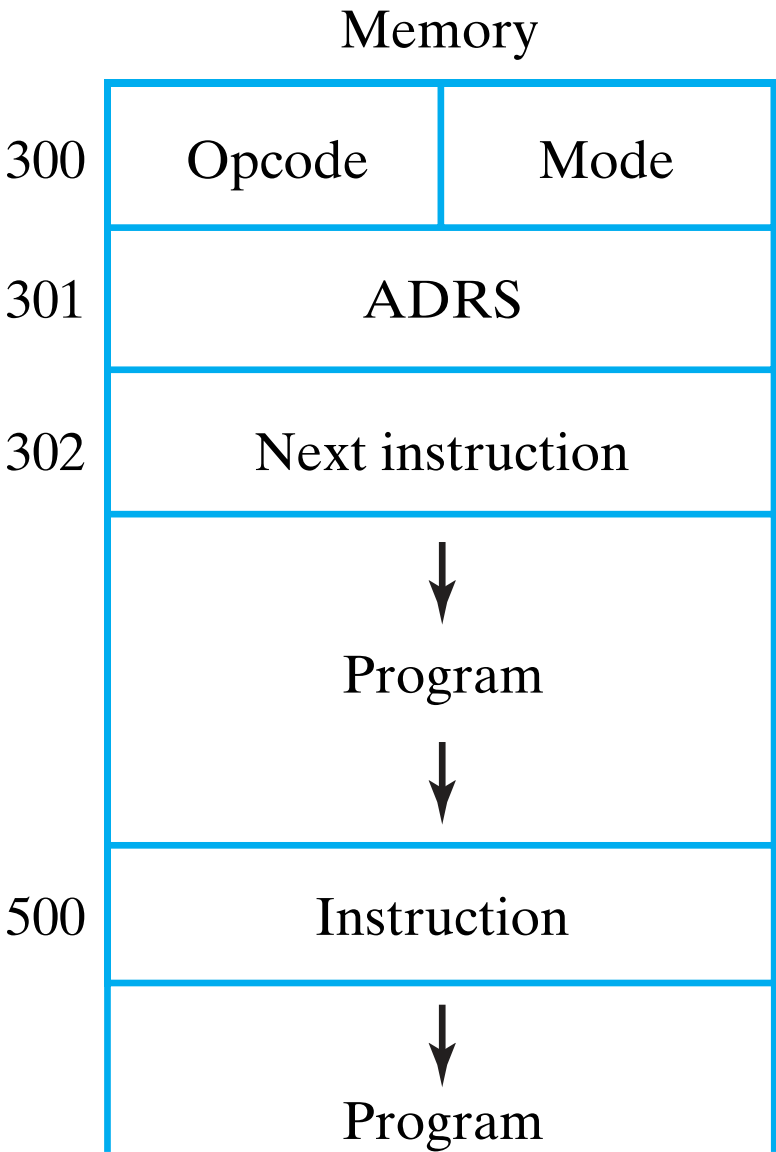 Memory
300 Opcode Mode
301 ADRS
302 Next instruction
Program
500 Instruction
Program